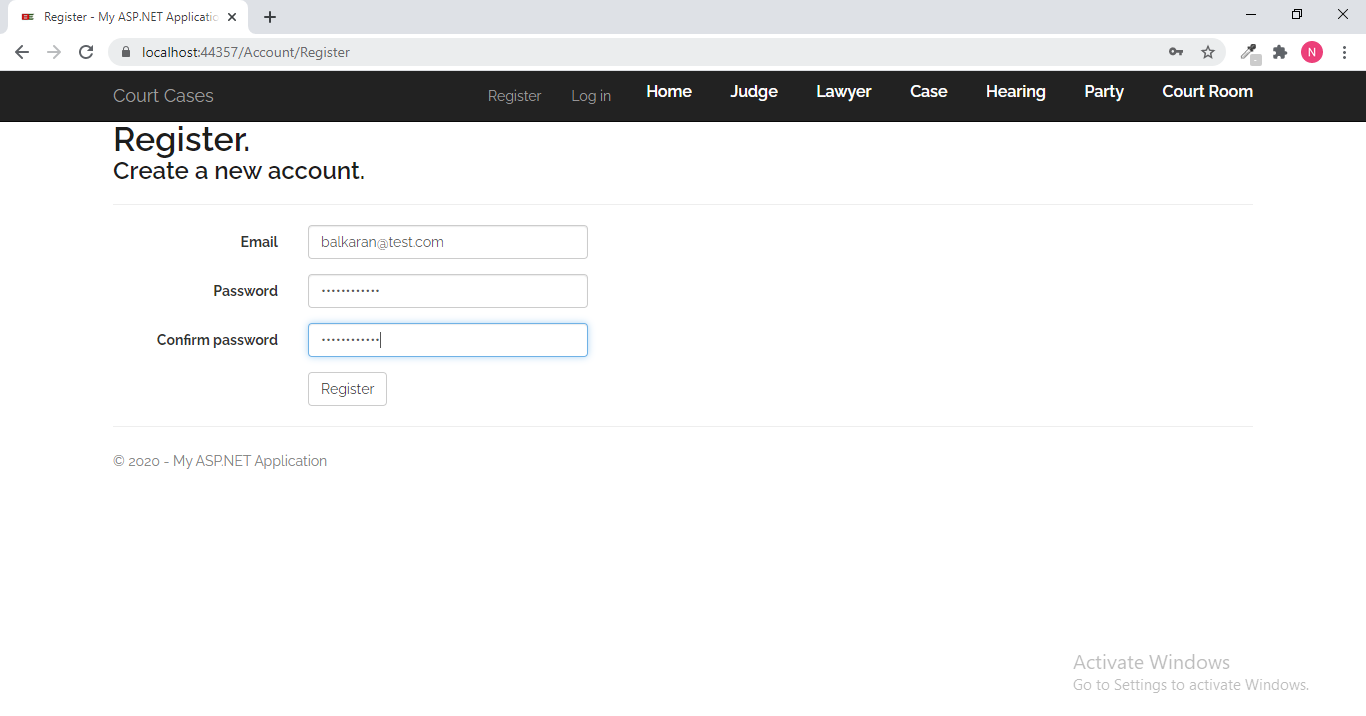 Register - My ASP.NET Applicatio
localhost:44357/Account/Register
N
Court Cases Register Log in Home Judge Lawyer Case Hearing Party Court Room
Register.
Create a new account.
Email balkaran@test.com
Password ••••••••••••
Confirm password ••••••••••••
Register
© 2020 - My ASP.NET Application
Activate Windows
Go to Settings to activate Windows.